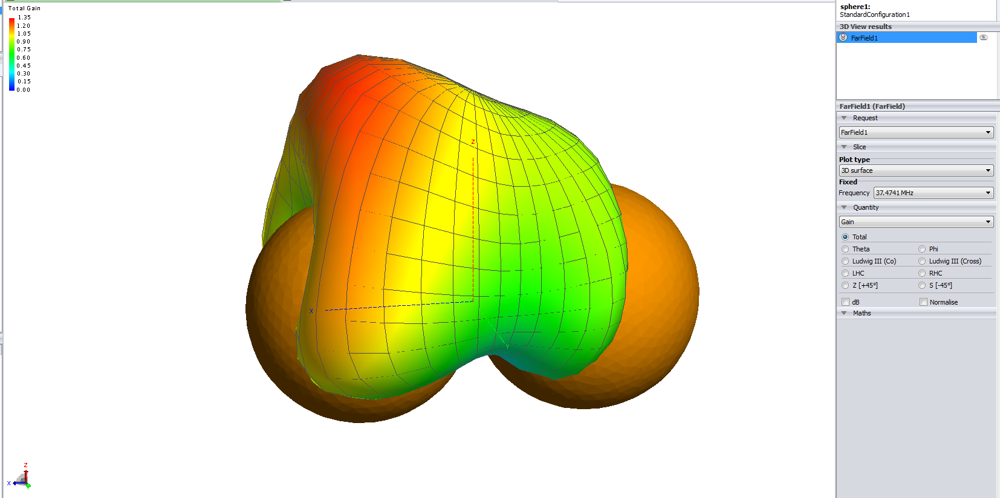 Total Gain
1.35
1.20
1.05
0.90
0.75
0.60
0.45
0.30
0.15
0.00
Z
X
Y
Z
X
sphere1:
StandardConfiguration1
3D View results
FarField1
FarField1 (FarField)
Request
FarField1
Slice
Plot type
3D surface
Fixed
Frequency 37.4741 MHz
Quantity
Gain
Total
Theta Phi
Ludwig III (Co) Ludwig III (Cross)
LHC RHC
Z [+45°] S [-45°]
dB Normalise
Maths